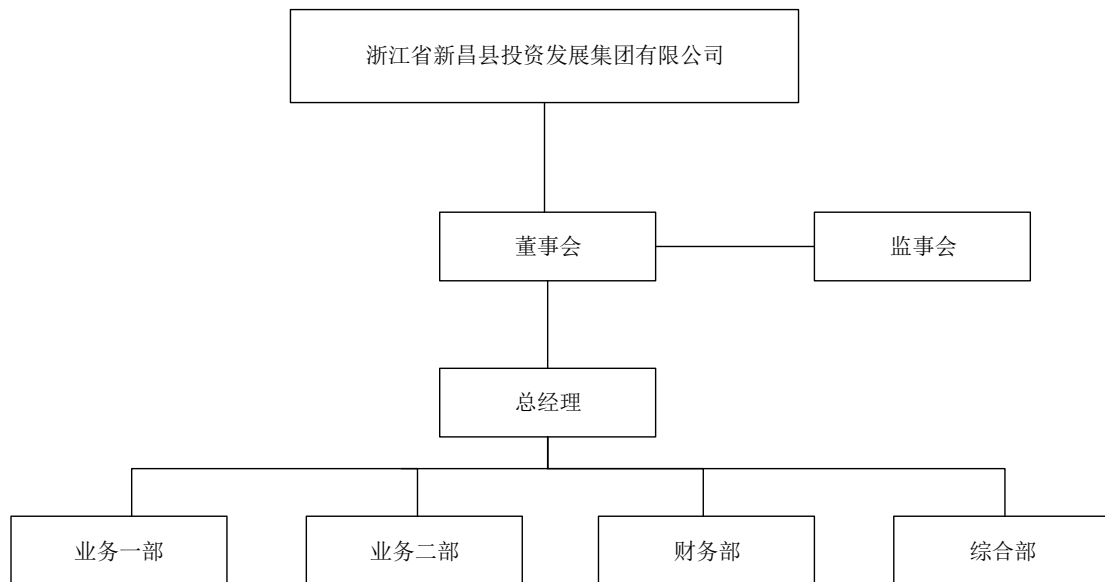 浙江省新昌县投资发展集团有限公司
董事会
监事会
总经理
业务一部
业务二部
财务部
综合部